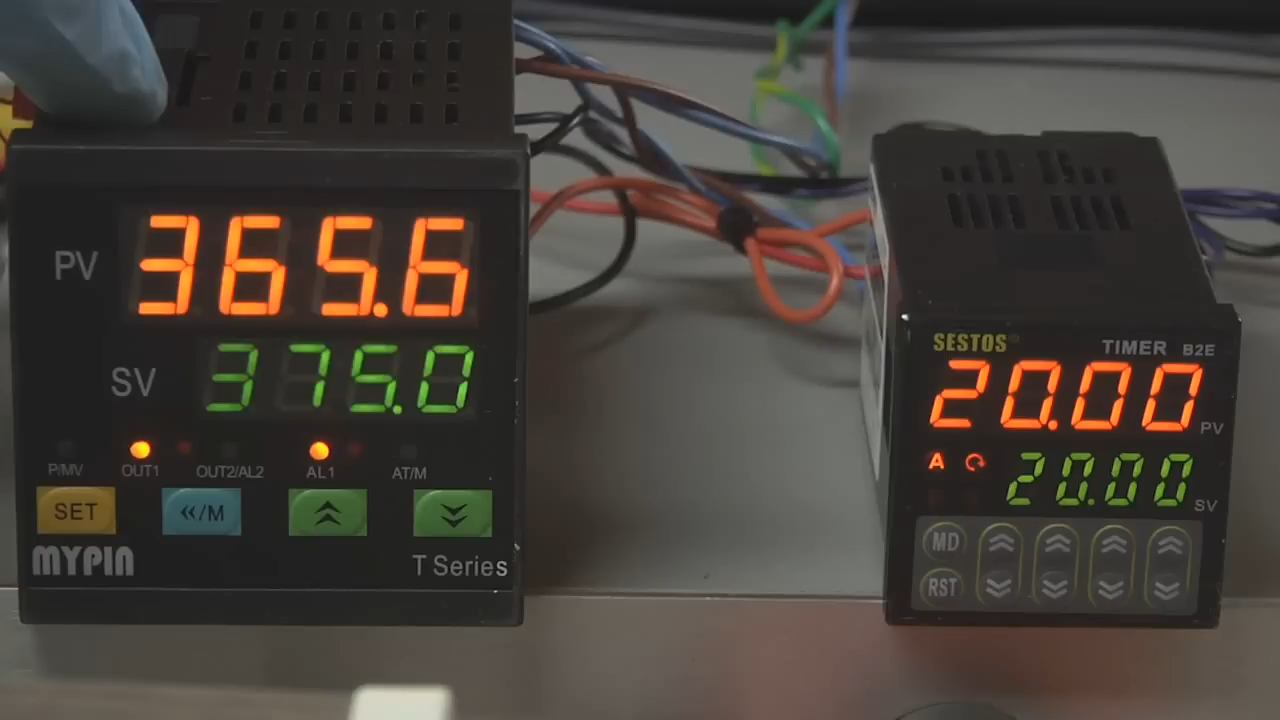 PV 365.6
SV 375.0
P/MV OUT1 OUT2/AL2 AL1 AT/M
SET «/M
MYPIN T Series
SESTOS® TIMER B2E
20.00 PV
A 20.00 SV
MD
RST